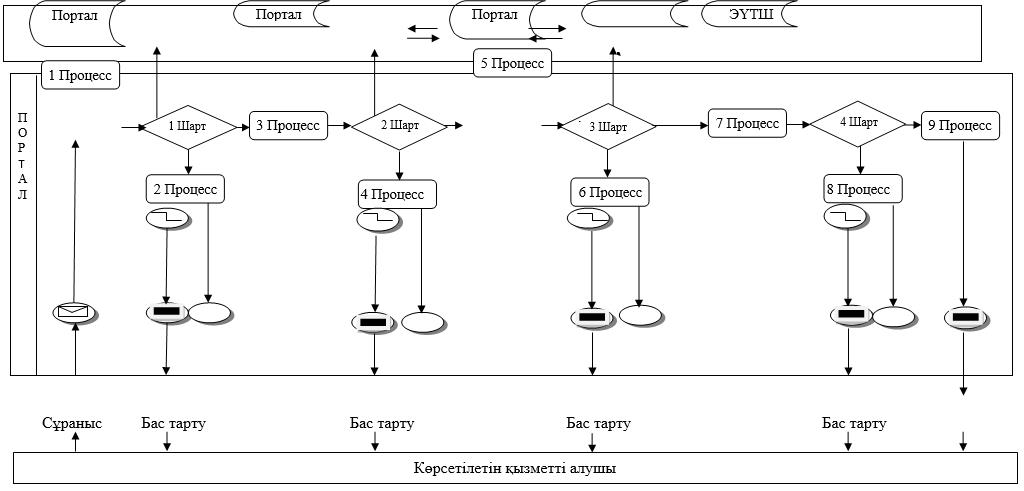 Портал
Портал
Портал
ЭҮТШ
1 Процесс
5 Процесс
ПОРтАЛ
1 Шарт
3 Процесс
2 Шарт
3 Шарт
7 Процесс
4 Шарт
9 Процесс
2 Процесс
4 Процесс
6 Процесс
8 Процесс
Сұраныс
Бас тарту
Бас тарту
Бас тарту
Бас тарту
Көрсетілетін қызметті алушы